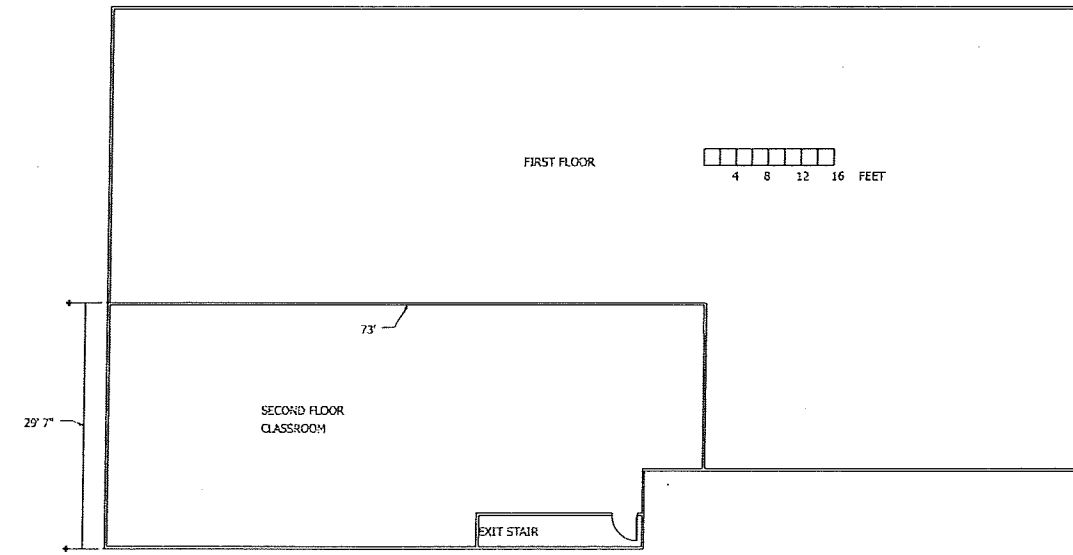 FIRST FLOOR
4 8 12 16 FEET
73'
29' 7"
SECOND FLOOR
CLASSROOM
EXIT STAIR